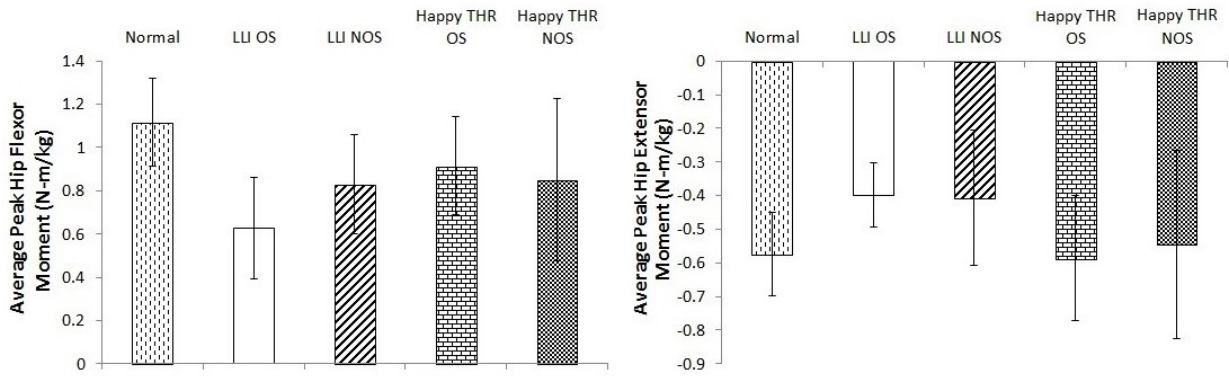 Normal
LLI OS
LLI NOS
Happy THR
OS
Happy THR
NOS
Average Peak Hip Flexor
Moment (N-m/kg)
1.4
1.2
1
0.8
0.6
0.4
0.2
0
Normal
LLI OS
LLI NOS
Happy THR
OS
Happy THR
NOS
Average Peak Hip Extensor
Moment (N-m/kg)
0
-0.1
-0.2
-0.3
-0.4
-0.5
-0.6
-0.7
-0.8
-0.9